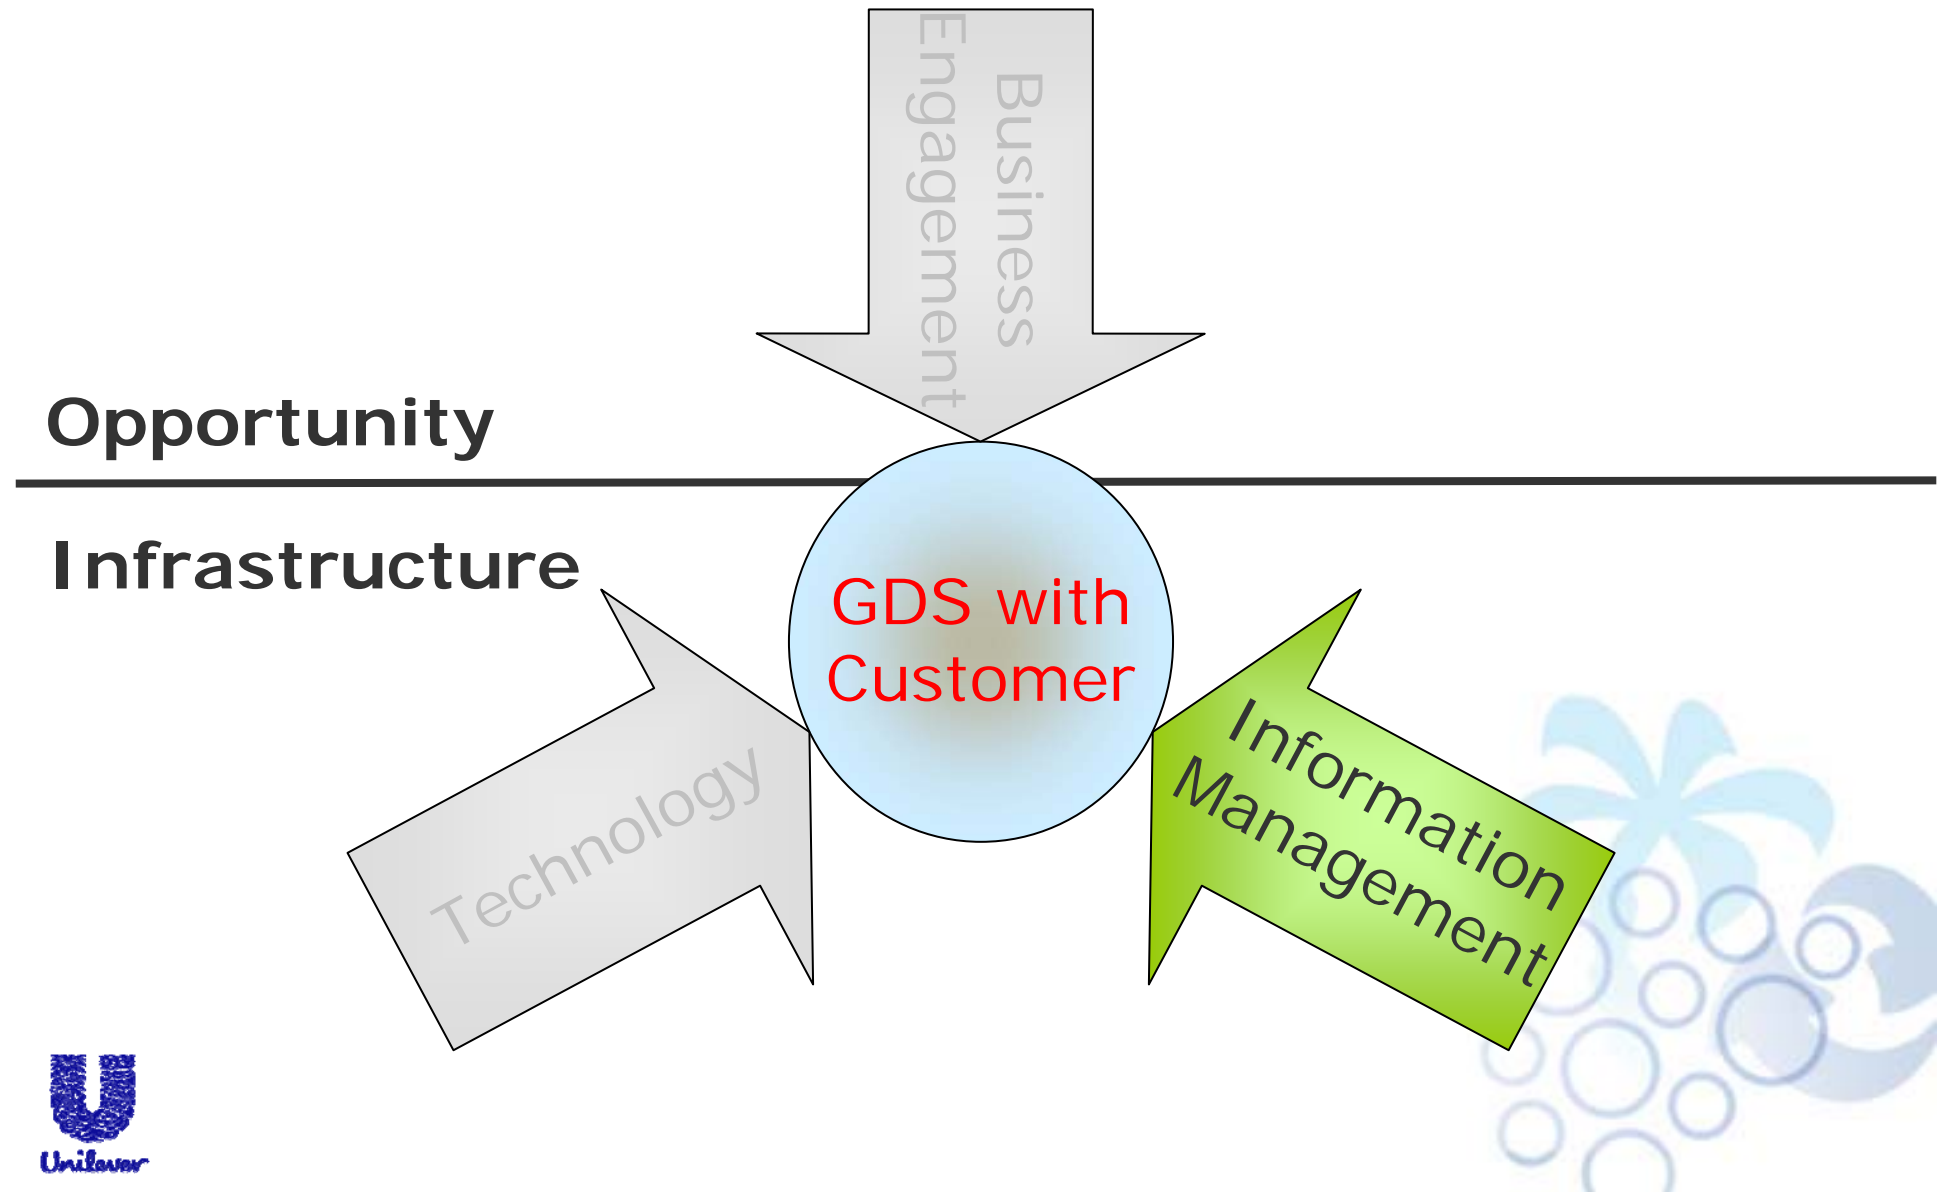 Business
Engagement
Opportunity
Infrastructure
GDS with
Customer
Technology
Information
Management
Unilever